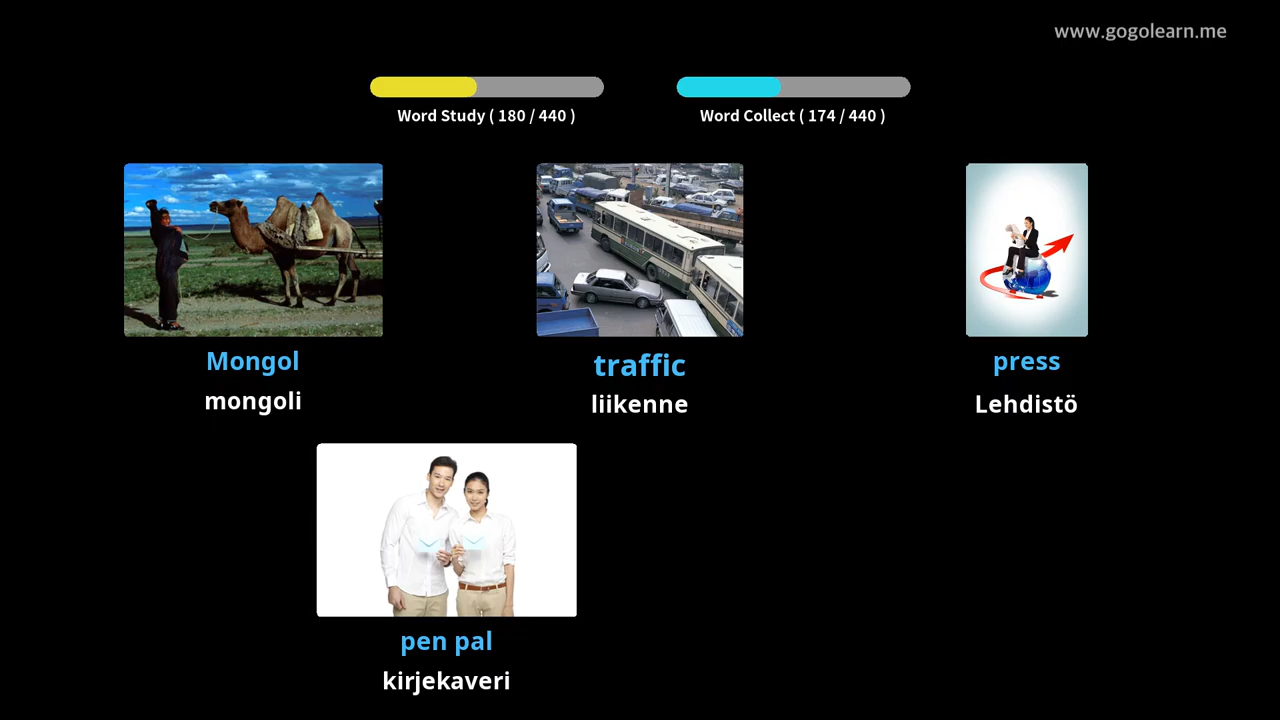 www.gogolearn.me
Word Study ( 180 / 440 )
Word Collect ( 174 / 440 )
Mongol
mongoli
traffic
liikenne
press
Lehdistö
pen pal
kirjekaveri